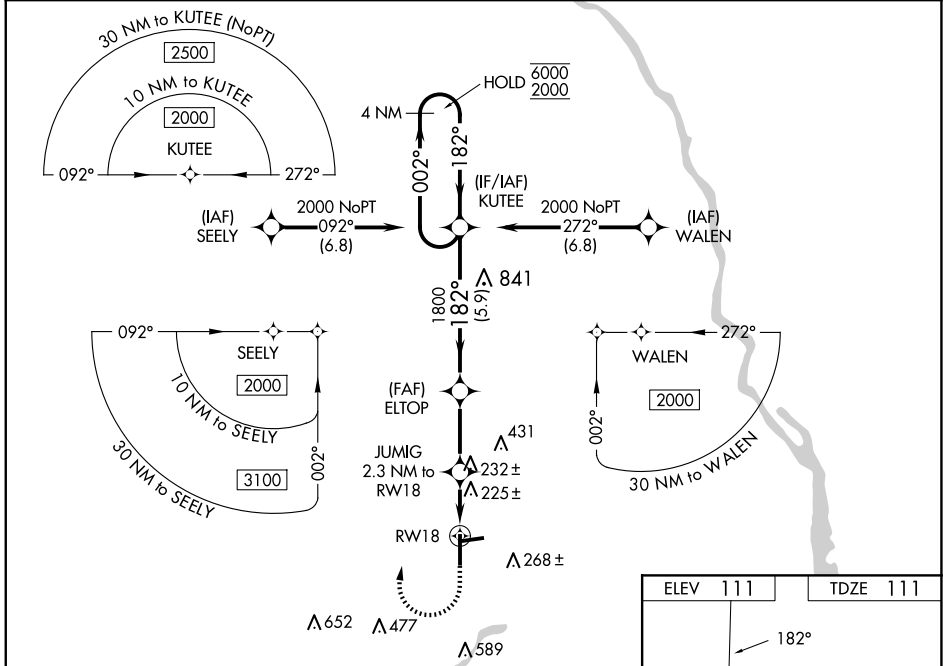 30 NM to KUTEE (NoPT)
2500
10 NM to KUTEE
2000
KUTEE
092°
272°
HOLD 6000
2000
4 NM
002°
182°
(IF/IAF)
KUTEE
(IAF)
SEELY
2000 NoPT
092°
(6.8)
2000 NoPT
272°
(6.8)
(IAF)
WALEN
841
1800
182°
(5.9)
092°
SEELY
2000
10 NM to SEELY
002°
3100
30 NM to SEELY
272°
WALEN
2000
002°
30 NM to WALEN
(FAF)
ELTOP
431
JUMIG
2.3 NM to
RW18
232 ±
225 ±
RW18
268 ±
652
477
589
ELEV 111
TDZE 111
182°